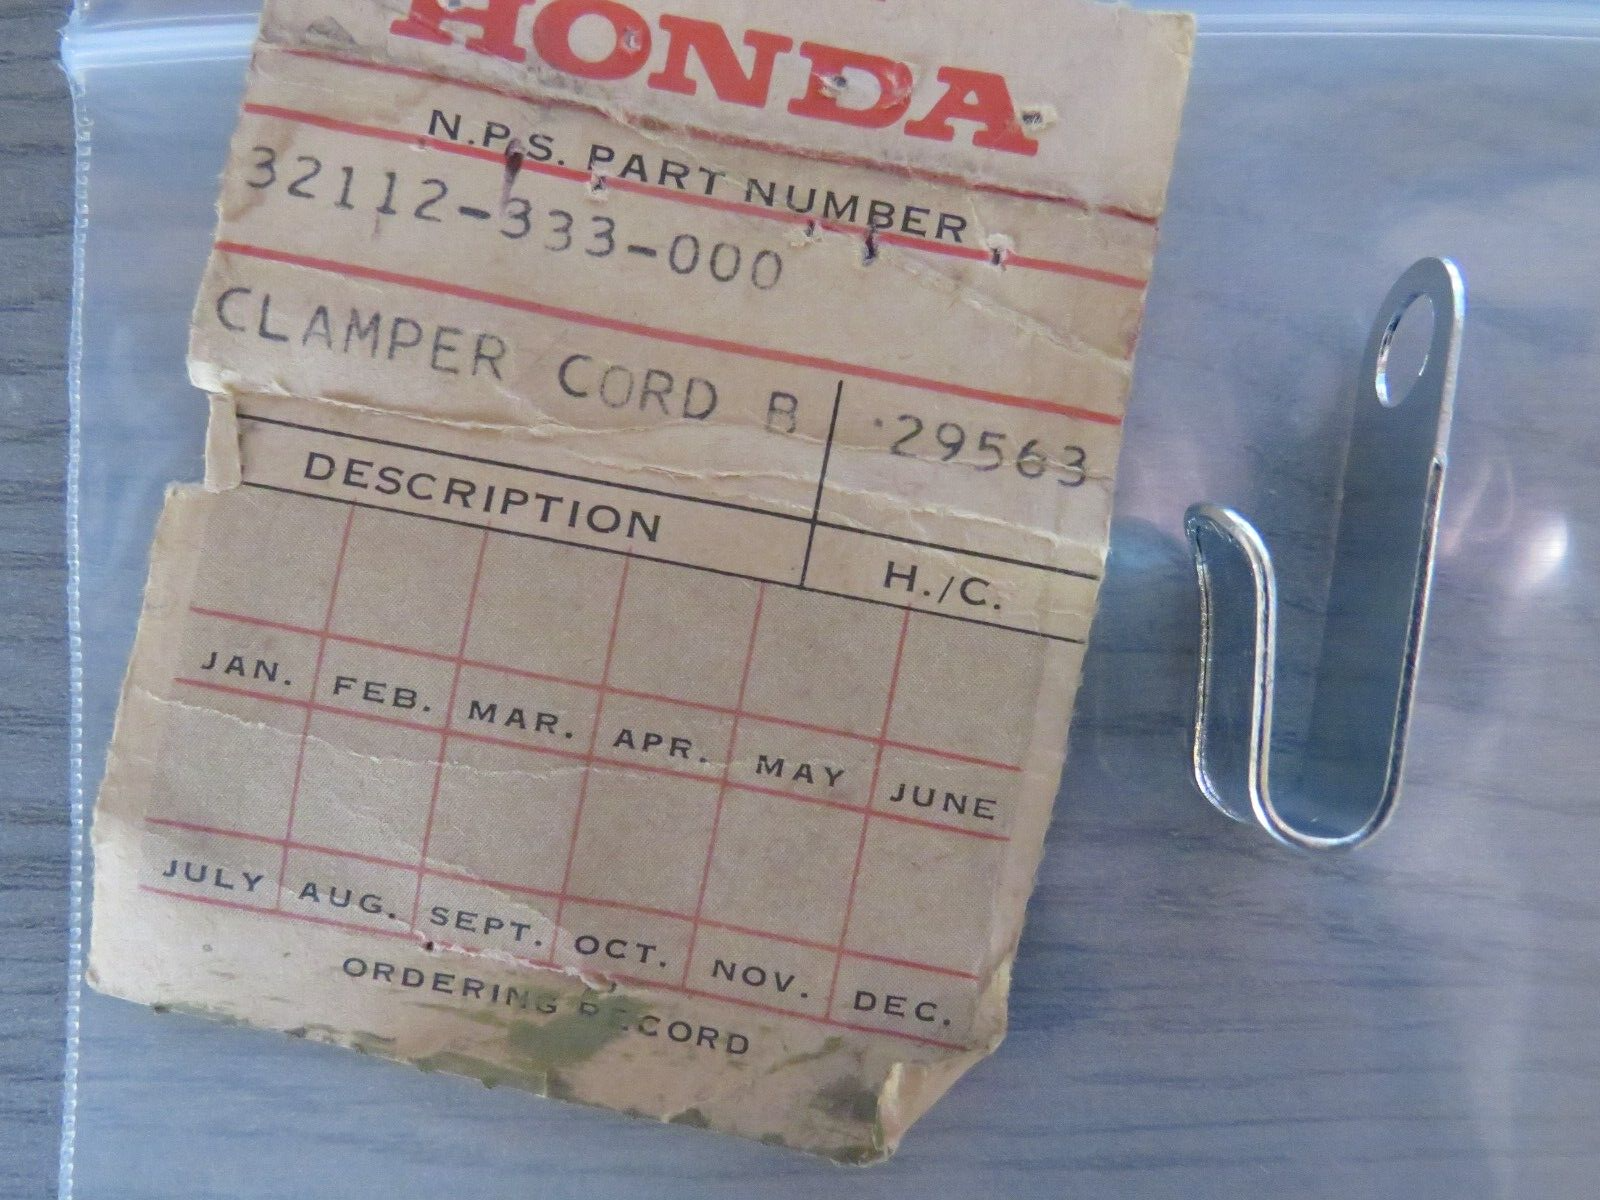 HONDA
N.P.S. PART NUMBER
32112-333-000
CLAMPER CORD B 29563
DESCRIPTION H./C.
JAN. FEB. MAR. APR. MAY JUNE
JULY AUG. SEPT. OCT. NOV. DEC.
ORDERING RECORD